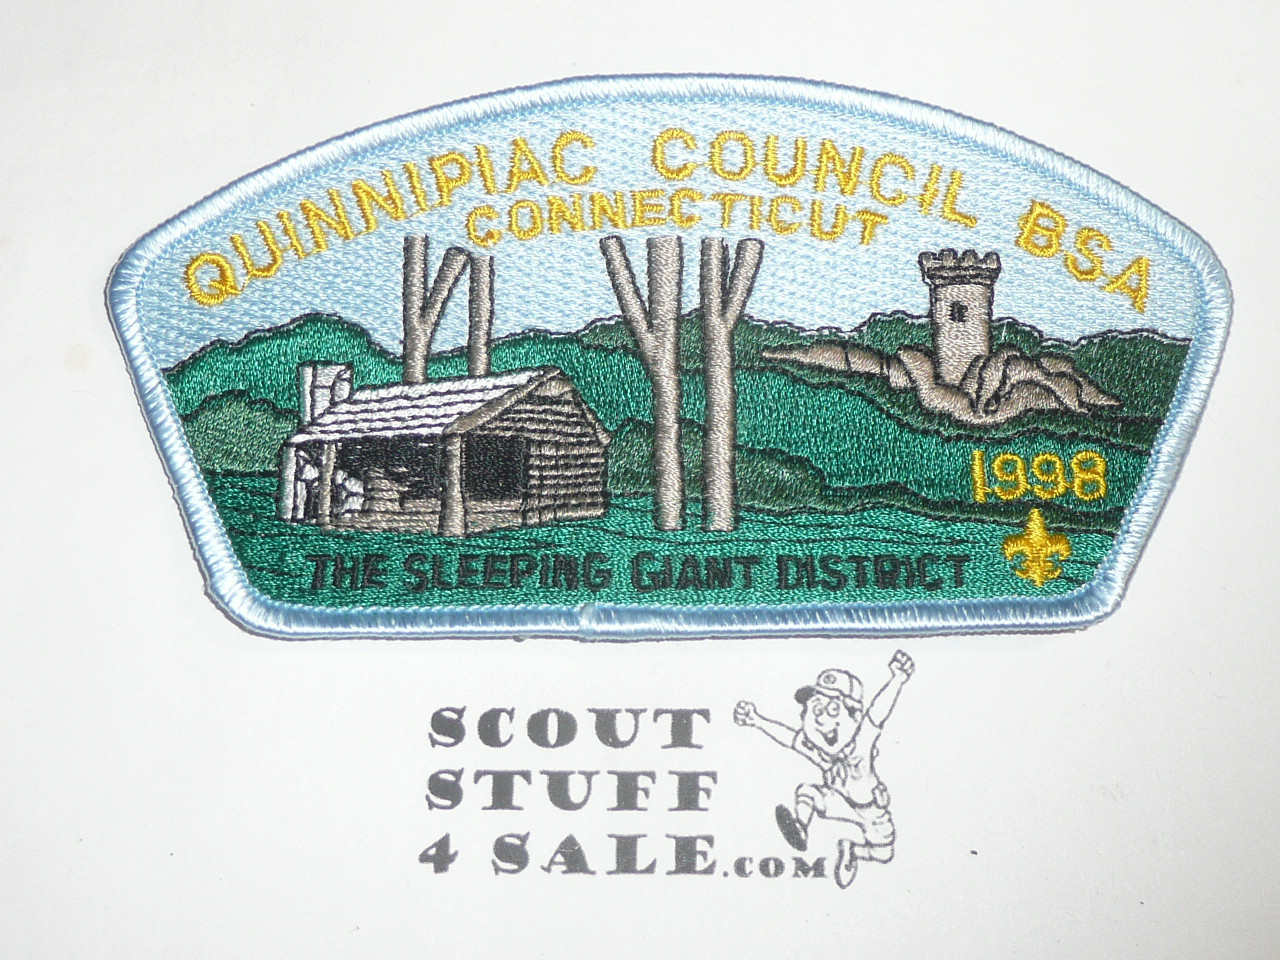 QUINNIPIAC COUNCIL BSA
CONNECTICUT
1998
THE SLEEPING GIANT DISTRICT
SCOUT
STUFF
4 SALE.COM